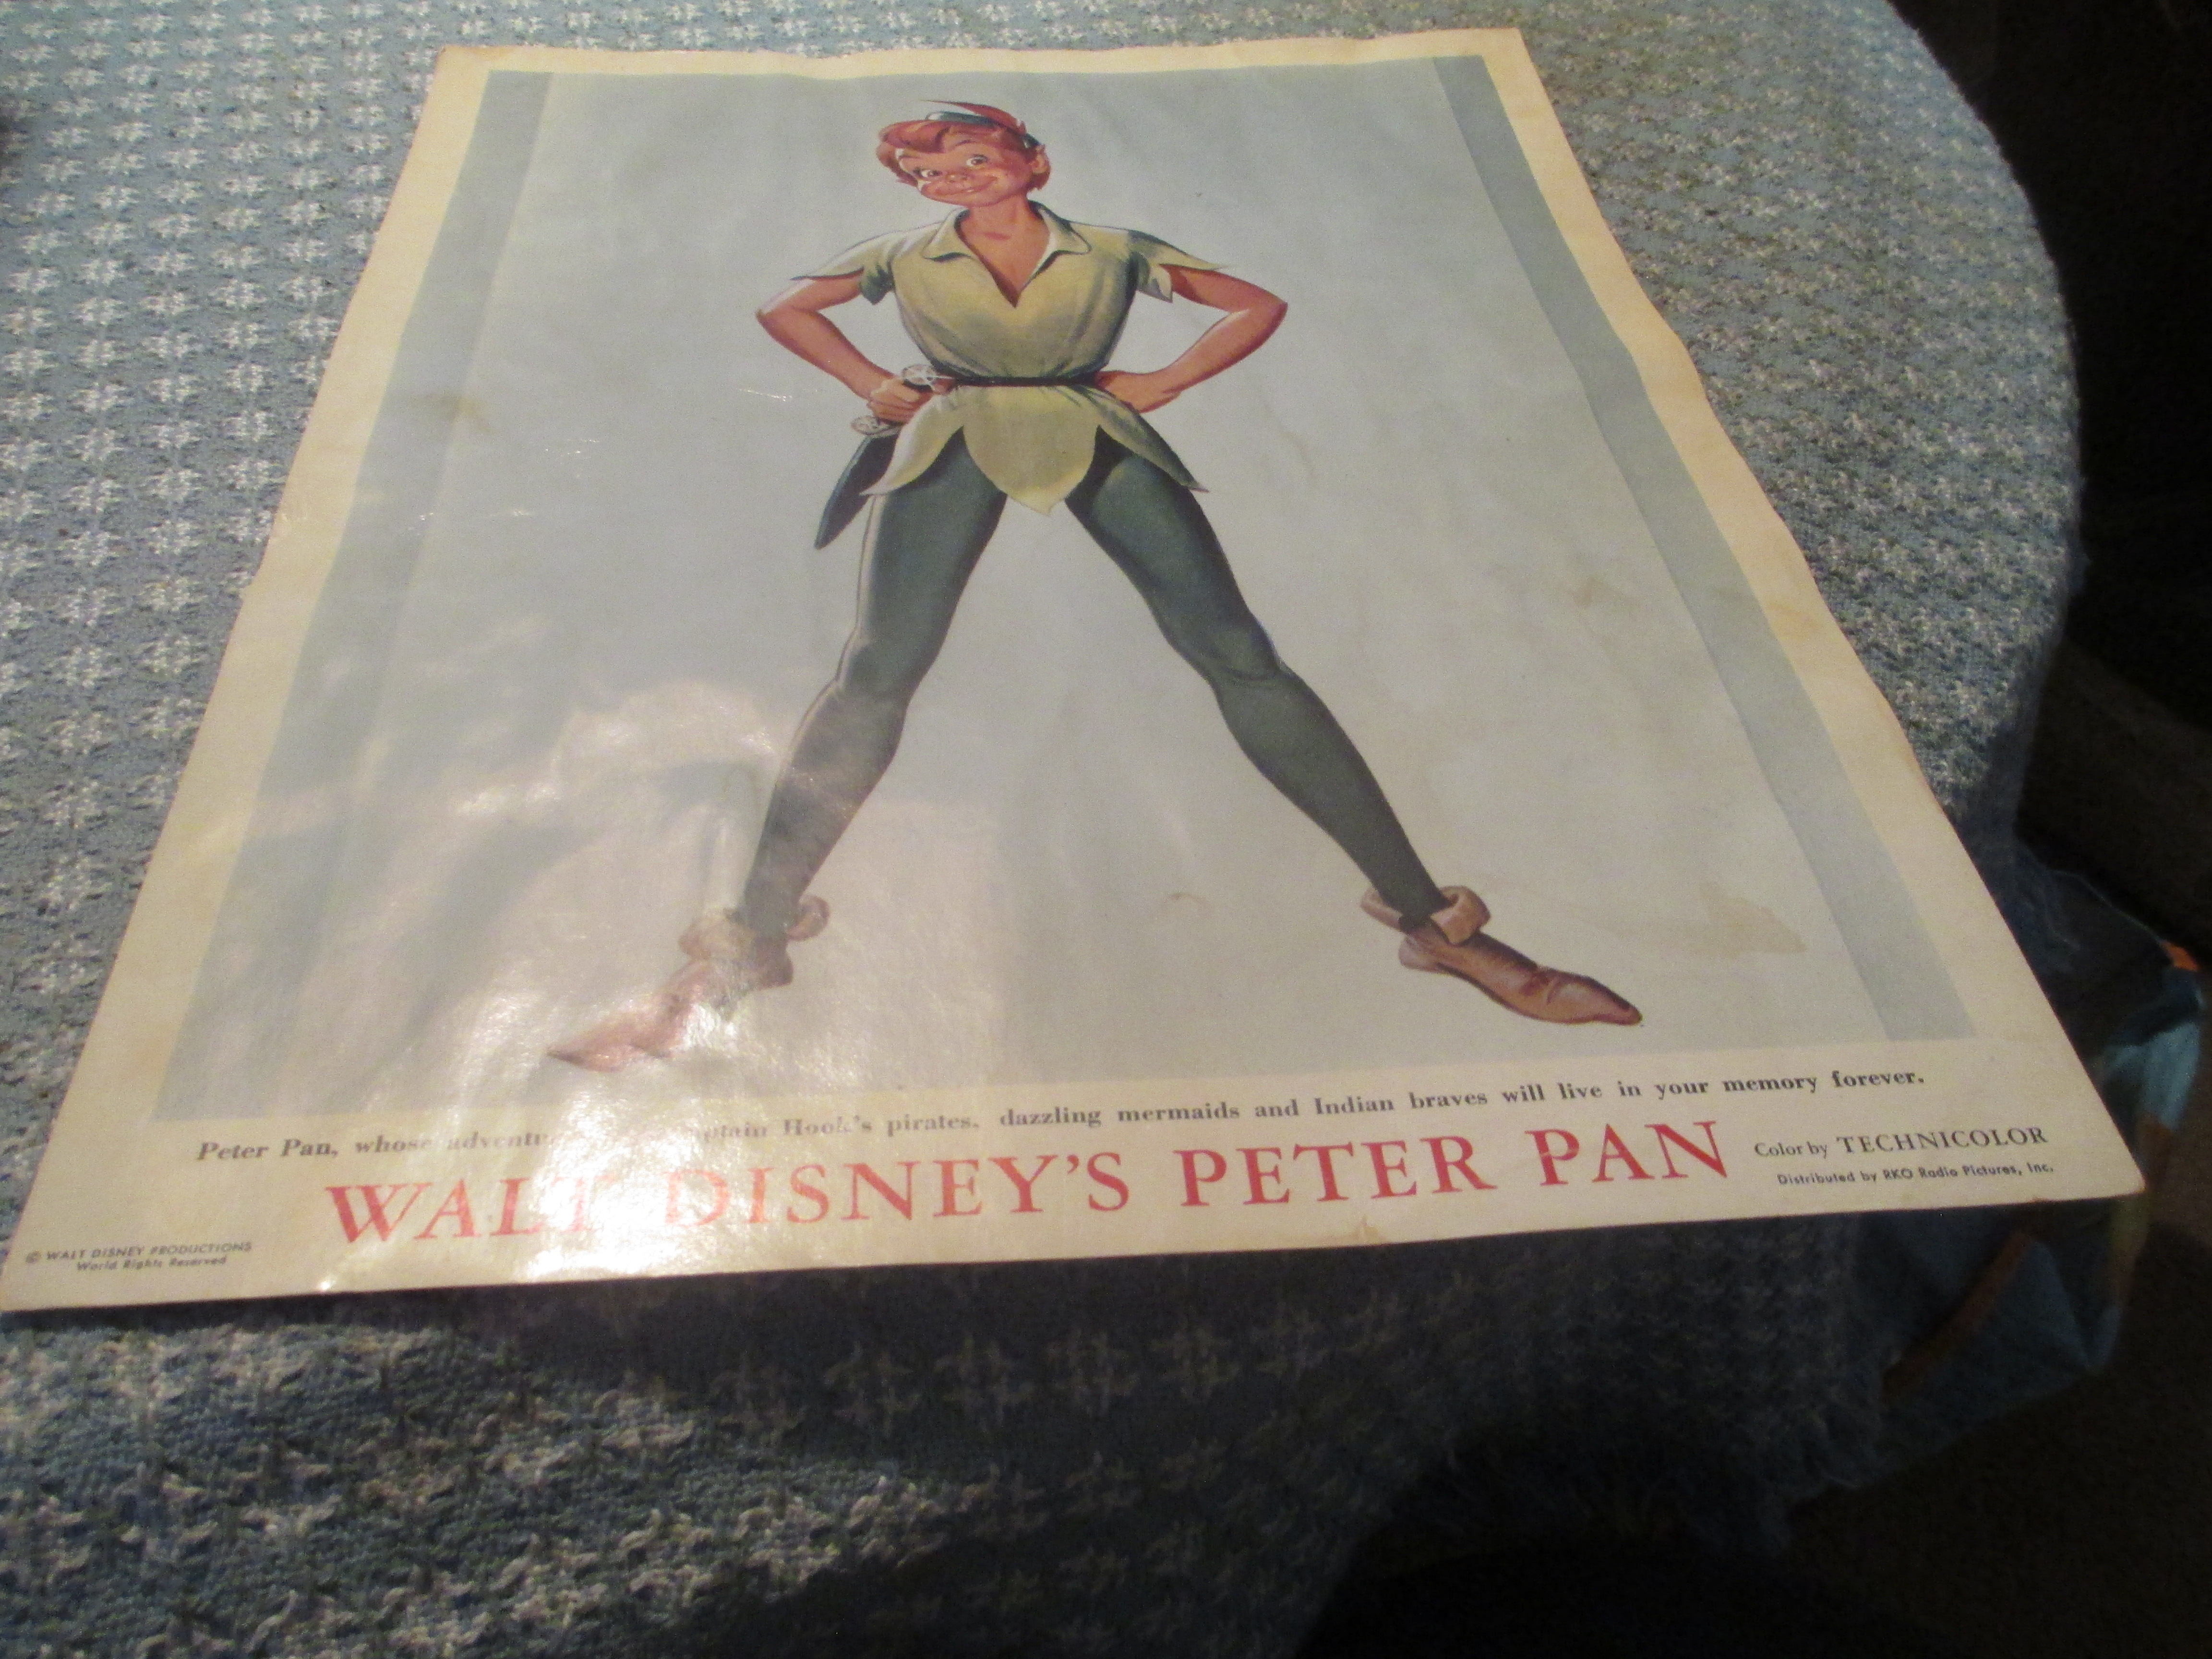 Peter Pan, whose Hook's pirates, dazzling mermaids and Indian braves will live in your memory forever.
WALT DISNEY'S PETER PAN
Color by TECHNICOLOR
Distributed by RKO Radio Pictures, Inc.
© WALT DISNEY PRODUCTIONS
World Rights Reserved